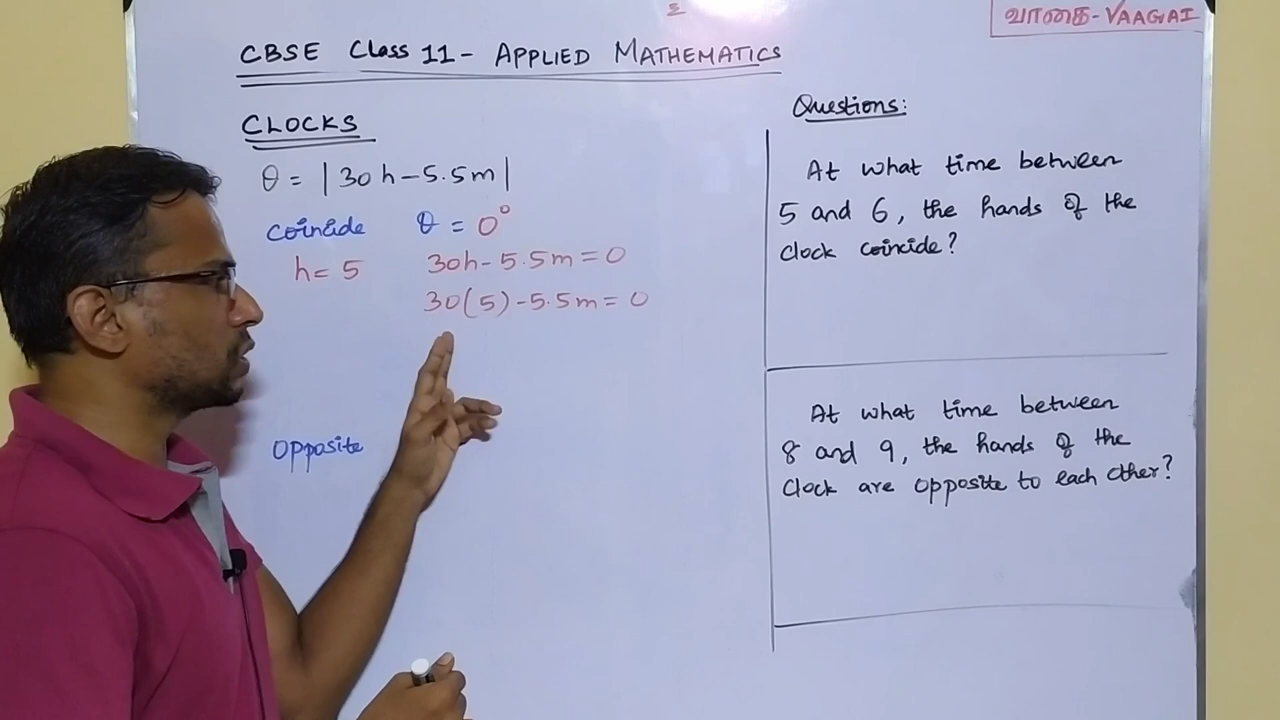 வாகை - VAAGAI
CBSE Class 11 - APPLIED MATHEMATICS
CLOCKS
θ = |30h - 5.5m|
coincide θ = 0°
h = 5 30h - 5.5m = 0
30(5) - 5.5m = 0
Opposite
Questions:
At what time between
5 and 6, the hands of the
clock coincide?
At what time between
8 and 9, the hands of the
clock are opposite to each other?